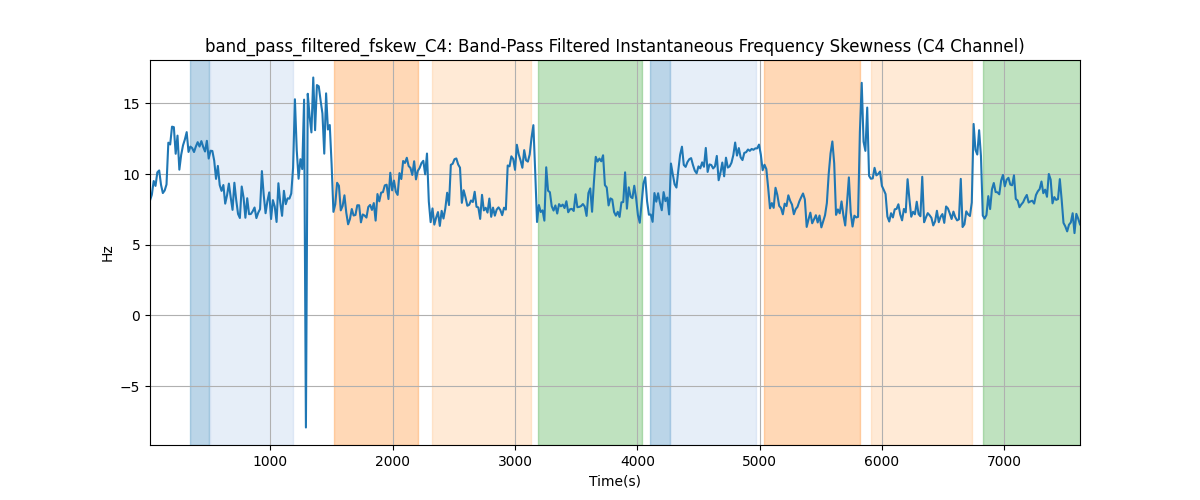 band_pass_filtered_fskew_C4: Band-Pass Filtered Instantaneous Frequency Skewness (C4 Channel)
Hz
15
10
5
0
−5
1000 2000 3000 4000 5000 6000 7000
Time(s)